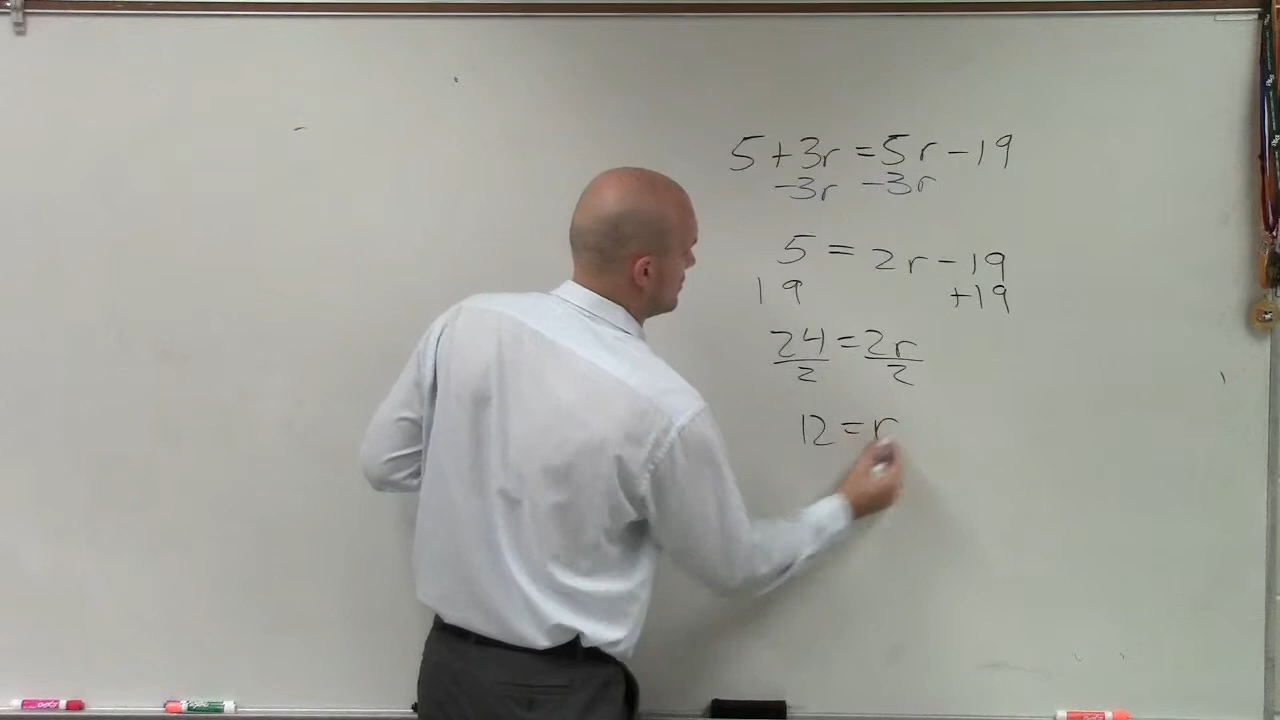 5+3r=5r-19
-3r -3r
5=2r-19
19 +19
24=2r
2 2
12=r